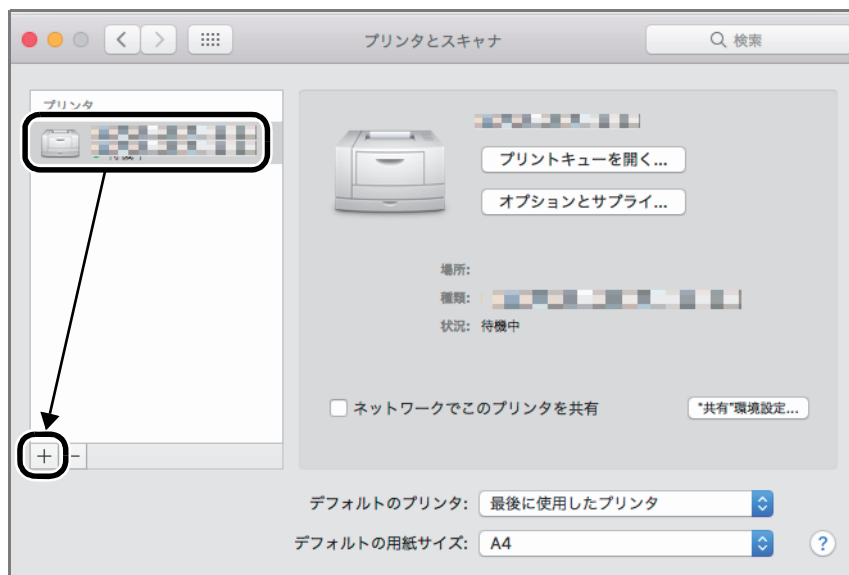 プリンタとスキャナ
検索
プリンタ
プリントキューを開く...
オプションとサプライ...
場所:
種類:
状況: 待機中
ネットワークでこのプリンタを共有
"共有"環境設定...
デフォルトのプリンタ: 最後に使用したプリンタ
デフォルトの用紙サイズ: A4
?